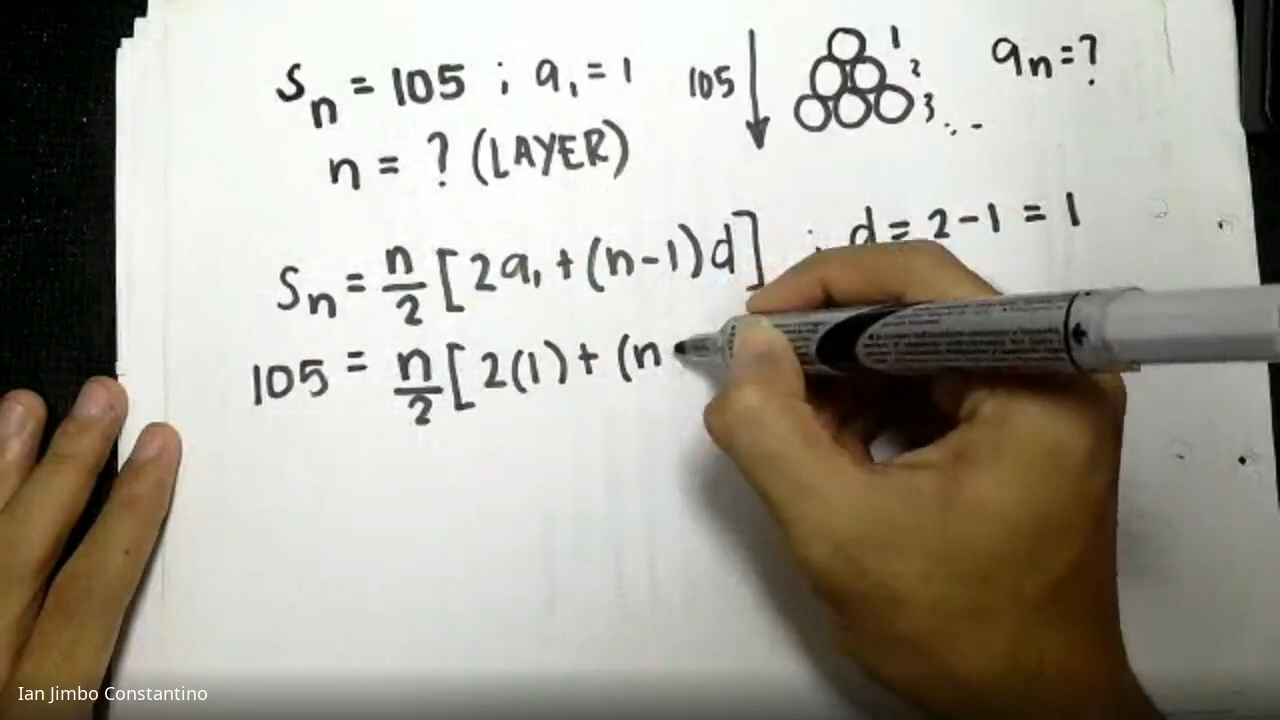 Sn = 105 ; a₁ = 1
n = ? (LAYER)
105
1
2
3...
an = ?
Sn = n/2 [2a₁ + (n-1)d] ; d = 2-1 = 1
105 = n/2 [2(1) + (n
Ian Jimbo Constantino